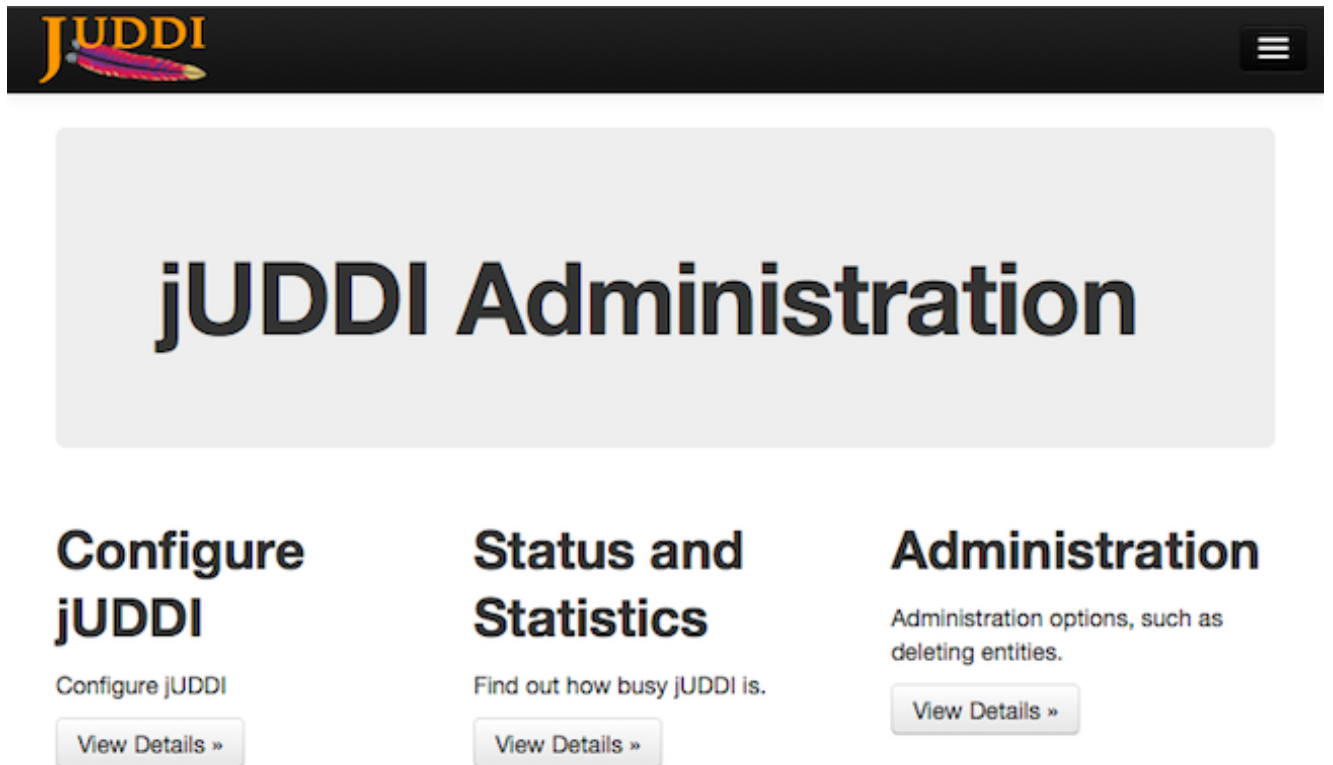 JUDDI
jUDDI Administration
Configure
jUDDI
Configure jUDDI
View Details »
Status and
Statistics
Find out how busy jUDDI is.
View Details »
Administration
Administration options, such as
deleting entities.
View Details »